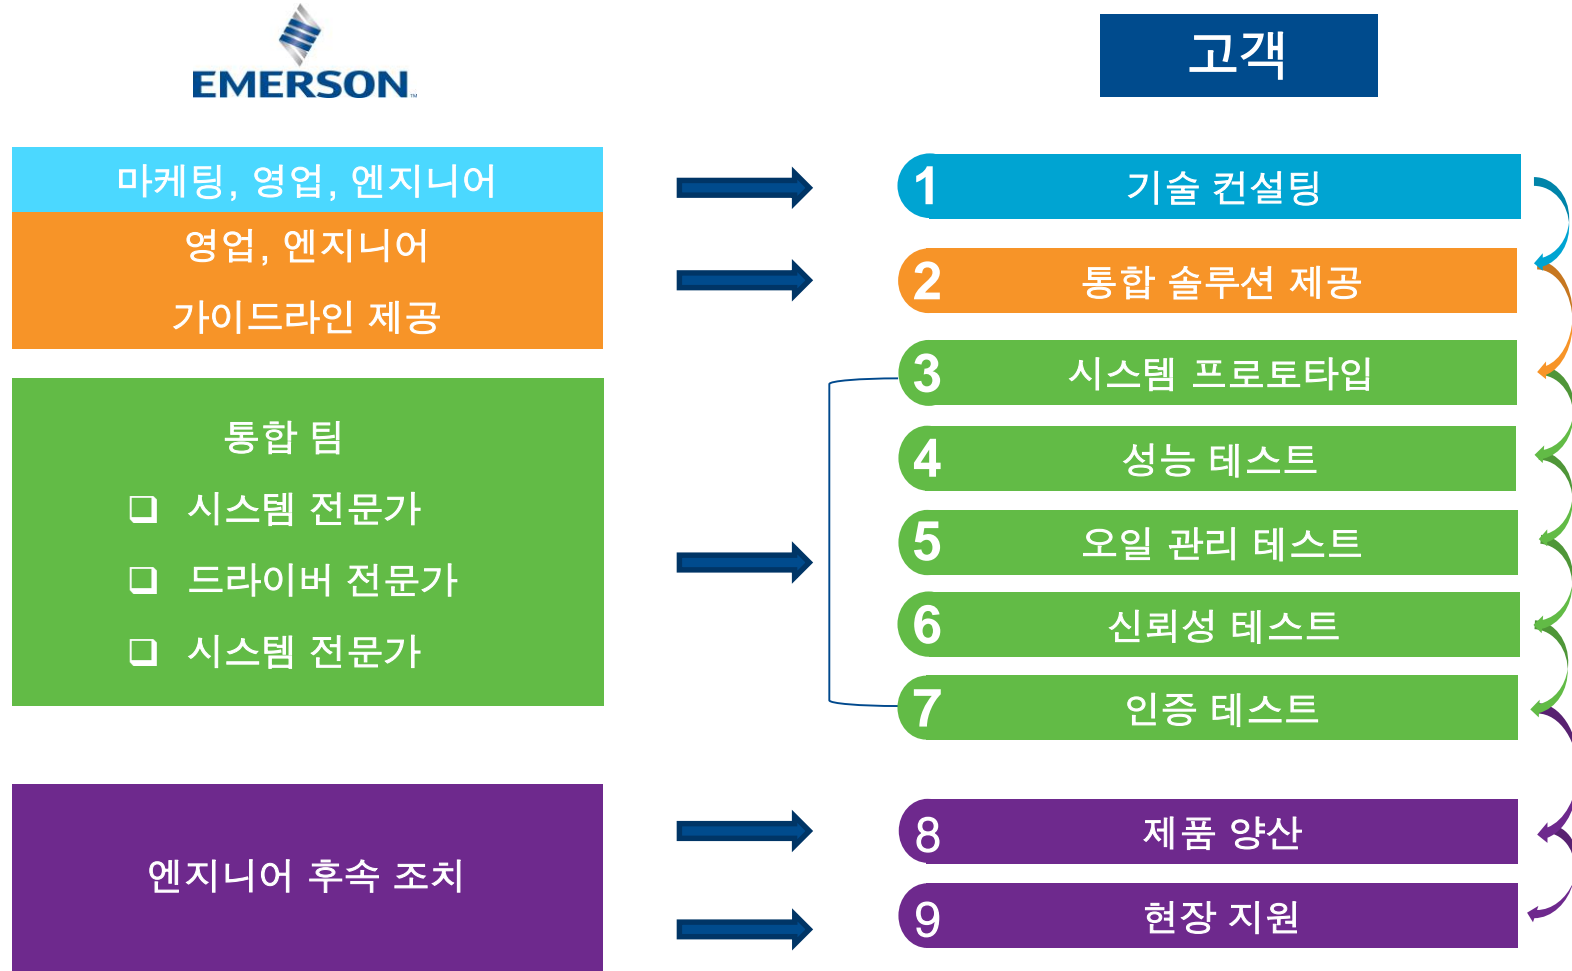 EMERSON
고객
마케팅, 영업, 엔지니어
영업, 엔지니어
가이드라인 제공
통합 팀
시스템 전문가
드라이버 전문가
시스템 전문가
엔지니어 후속 조치
1 기술 컨설팅
2 통합 솔루션 제공
3 시스템 프로토타입
4 성능 테스트
5 오일 관리 테스트
6 신뢰성 테스트
7 인증 테스트
8 제품 양산
9 현장 지원